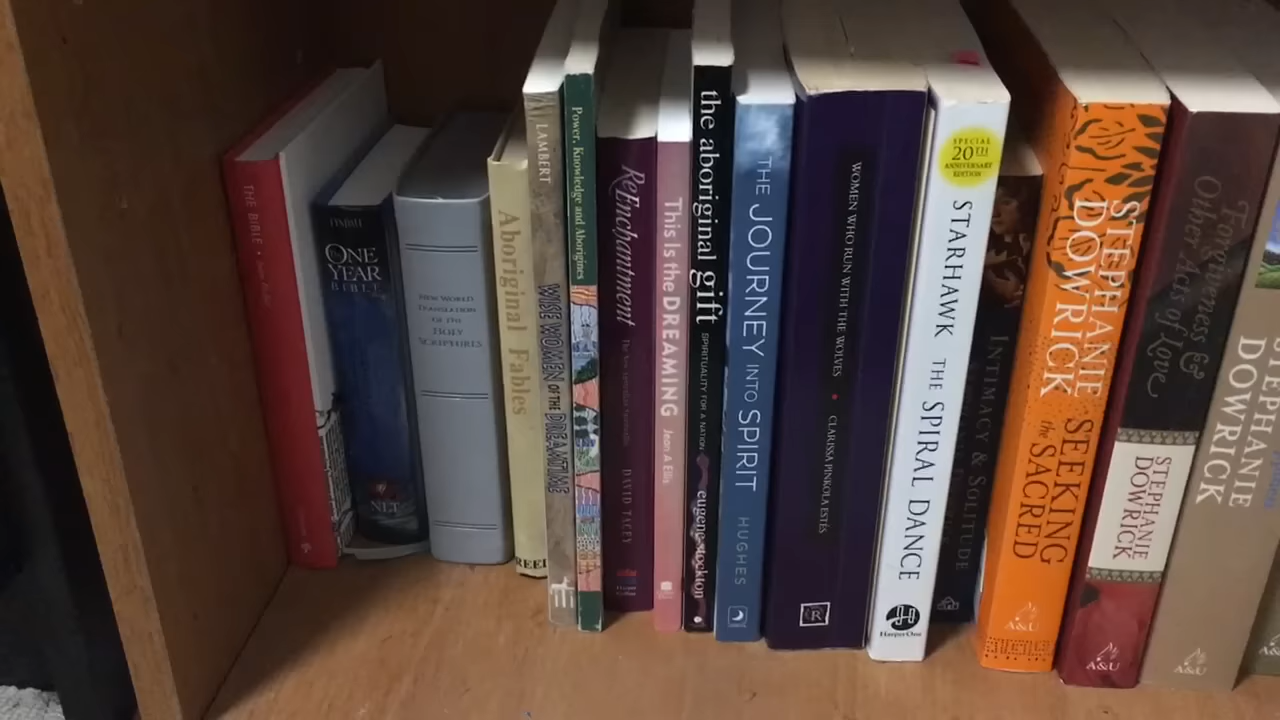 THE BIBLE
ONE
YEAR
BIBLE
NLT
NEW WORLD
TRANSLATION
OF THE
HOLY
SCRIPTURES
Aboriginal Fables
REED
LAMBERT
WISE WOMEN OF THE DREAMTIME
Power, Knowledge and Aborigines
ReEnchantment
DAVID TACEY
This Is the DREAMING
Jean A Ellis
the aboriginal gift
SPIRITUALITY FOR A NATION
eugene stockton
THE JOURNEY INTO SPIRIT
HUGHES
WOMEN WHO RUN WITH THE WOLVES • CLARISSA PINKOLA ESTÉS
R
SPECIAL
20TH
ANNIVERSARY
EDITION
STARHAWK THE SPIRAL DANCE
HarperOne
INTIMACY & SOLITUDE
STEPHANIE
DOWRICK
SEEKING
the SACRED
A&U
Forgiveness &
Other Acts of Love
STEPHANIE
DOWRICK
A&U
STEPHANIE
DOWRICK
A&U